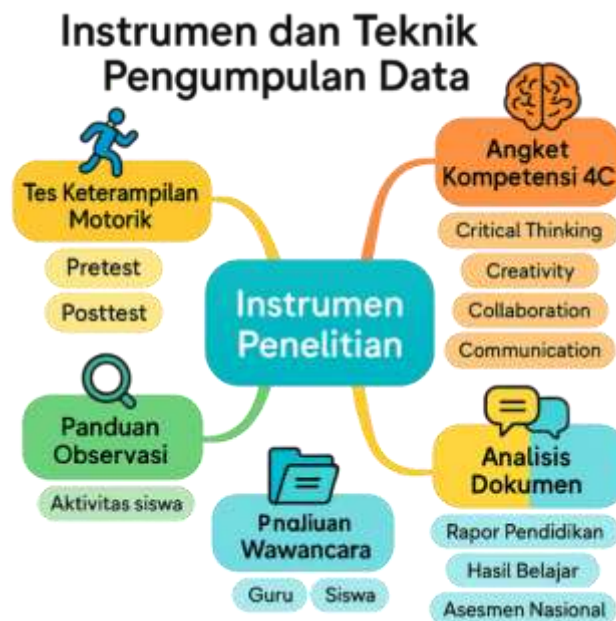 Instrumen dan Teknik
Pengumpulan Data
Tes Keterampilan
Motorik
Pretest
Posttest
Angket
Kompetensi 4C
Critical Thinking
Creativity
Collaboration
Communication
Instrumen
Penelitian
Panduan
Observasi
Aktivitas siswa
Wawancara
Guru
Siswa
Analisis
Dokumen
Rapor Pendidikan
Hasil Belajar
Asesmen Nasional